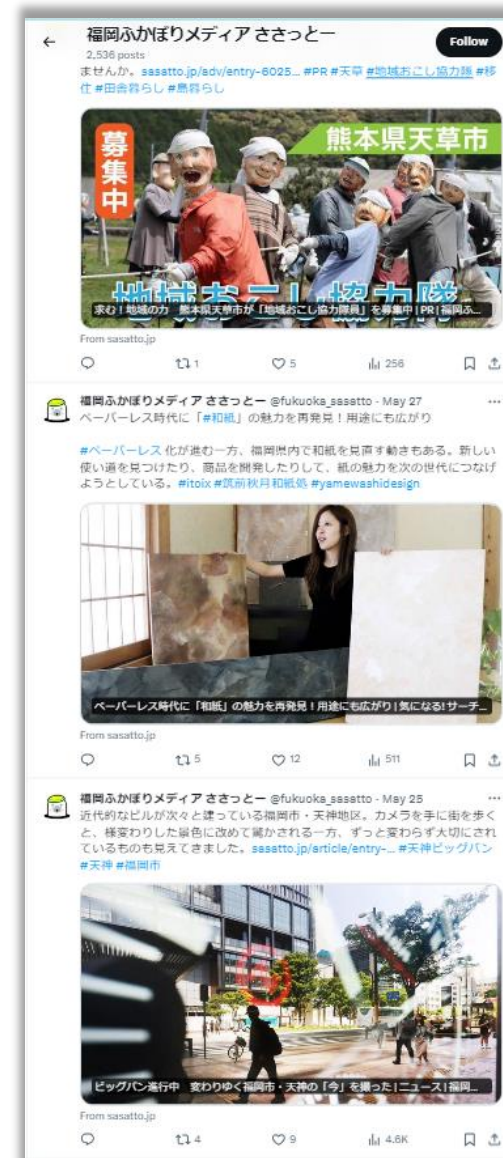 福岡ふかぼりメディア ささっとー
2,536 posts
Follow
ませんか。sasatto.jp/adv/entry-6025... #PR #天草 #地域おこし協力隊 #移
住 #田舎暮らし #島暮らし
募集中
熊本県天草市
地域おこし協力隊
求む!地域の力 熊本県天草市が「地域おこし協力隊員」を募集中 | PR | 福岡ふ...
From sasatto.jp
1 5 256
福岡ふかぼりメディア ささっとー @fukuoka_sasatto · May 27
ペーパーレス時代に「#和紙」の魅力を再発見!用途にも広がり
#ペーパーレス 化が進む一方、福岡県内で和紙を見直す動きもある。新しい
使い道を見つけたり、商品を開発したりして、紙の魅力を次の世代につなげ
ようとしている。#itoix #筑前秋月和紙処 #yamewashidesign
ペーパーレス時代に「和紙」の魅力を再発見!用途にも広がり | 気になる!サーチ...
From sasatto.jp
5 12 511
福岡ふかぼりメディア ささっとー @fukuoka_sasatto · May 25
近代的なビルが次々と建っている福岡市・天神地区。カメラを手に街を歩く
と、様変わりした景色に改めて驚かされる一方、ずっと変わらず大切にされ
ているものも見えてきました。sasatto.jp/article/entry-... #天神ビッグバン
#天神 #福岡市
ビッグバン進行中 変わりゆく福岡市・天神の「今」を撮った | ニュース | 福岡...
From sasatto.jp
4 9 4.6K